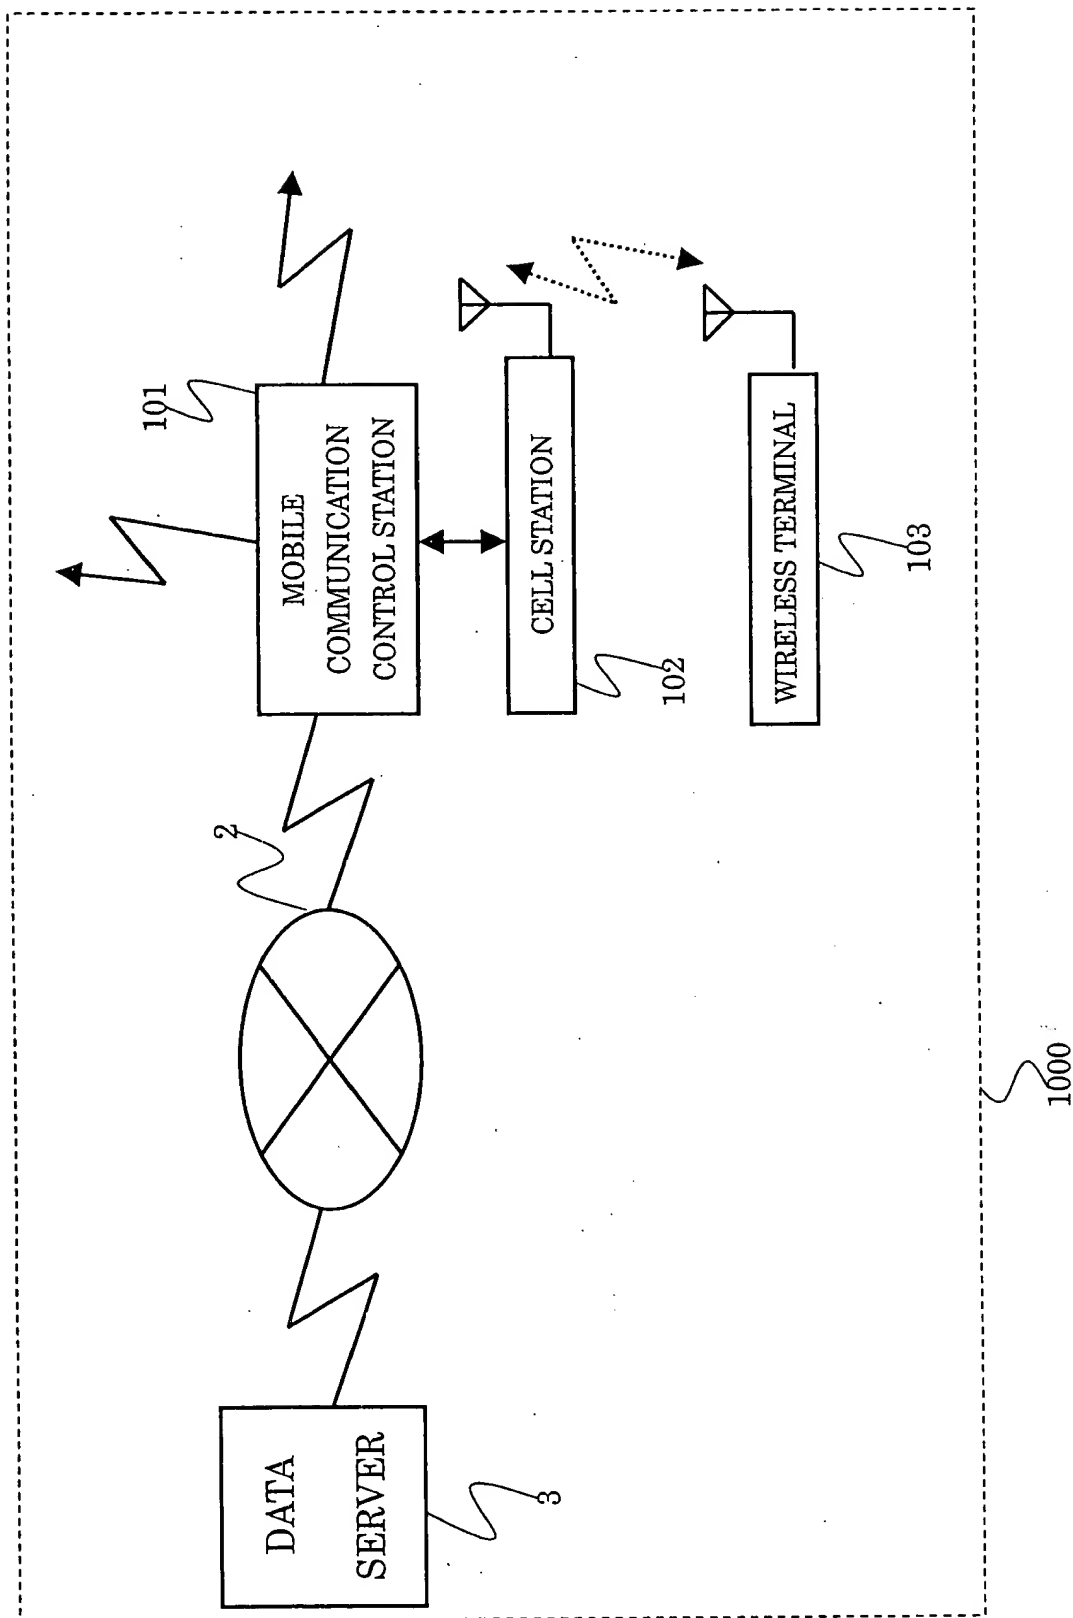 101
MOBILE
COMMUNICATION
CONTROL STATION
2
CELL STATION
102
DATA
SERVER
3
WIRELESS TERMINAL
103
1000